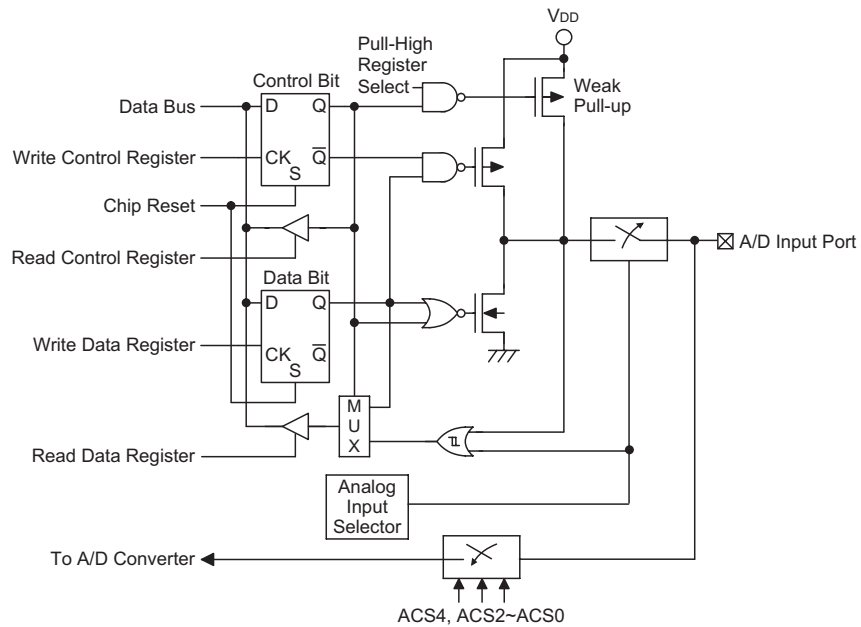 VDD
Pull-High
Register
Select
Control Bit
Weak
Pull-up
Data Bus
D
Q
Write Control Register
CK
Q
S
Chip Reset
Read Control Register
A/D Input Port
Data Bit
D
Q
Write Data Register
CK
Q
S
M
U
X
Read Data Register
Analog
Input
Selector
To A/D Converter
ACS4, ACS2~ACS0